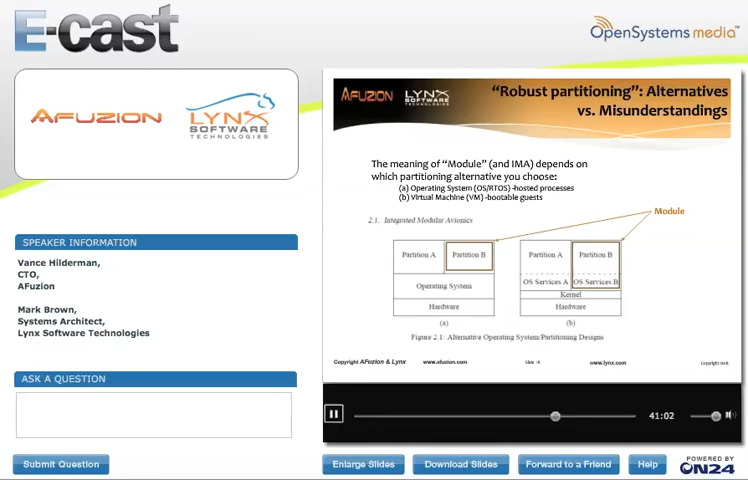 E-cast
OpenSystems media™
AFUZION
LYNX
SOFTWARE
TECHNOLOGIES
SPEAKER INFORMATION
Vance Hilderman,
CTO,
AFuzion
Mark Brown,
Systems Architect,
Lynx Software Technologies
ASK A QUESTION
Submit Question
AFUZION
LYNX
SOFTWARE
TECHNOLOGIES
“Robust partitioning”: Alternatives
vs. Misunderstandings
The meaning of “Module” (and IMA) depends on
which partitioning alternative you choose:
(a) Operating System (OS/RTOS) -hosted processes
(b) Virtual Machine (VM) -bootable guests
Module
2.1. Integrated Modular Avionics
Partition A Partition B
Operating System
Hardware
(a)
Partition A Partition B
OS Services A OS Services B
Kernel
Hardware
(b)
Figure 2.1: Alternative Operating System/Partitioning Designs
Copyright AFuzion & Lynx www.afuzion.com www.lynx.com
41:02
Enlarge Slides Download Slides Forward to a Friend Help
POWERED BY
ON24